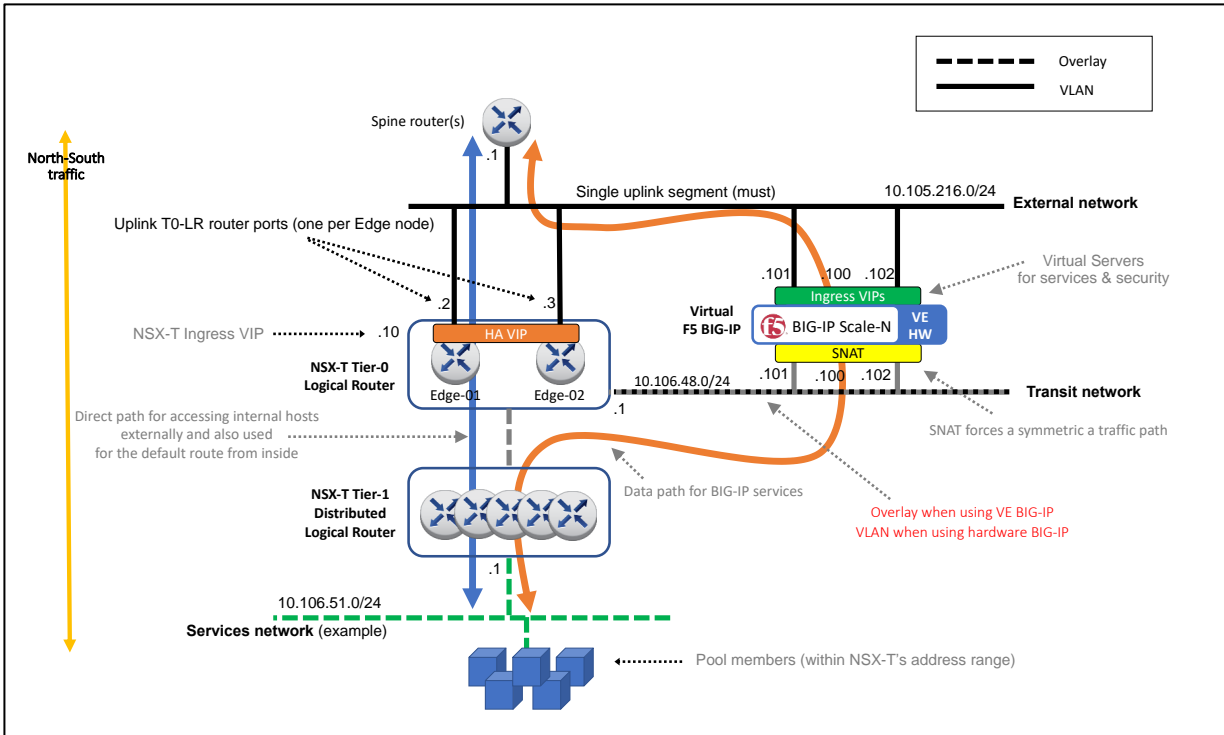 Overlay
VLAN
Spine router(s)
North-South
traffic
.1
Single uplink segment (must)
10.105.216.0/24
External network
Uplink T0-LR router ports (one per Edge node)
.2
.3
.101
.100
.102
Virtual Servers
for services & security
Ingress VIPs
NSX-T Ingress VIP
.10
HA VIP
Virtual
F5 BIG-IP
f5
BIG-IP Scale-N
VE
HW
SNAT
NSX-T Tier-0
Logical Router
Edge-01
Edge-02
10.106.48.0/24
.101
.100
.102
Transit network
.1
Direct path for accessing internal hosts
externally and also used
for the default route from inside
SNAT forces a symmetric a traffic path
NSX-T Tier-1
Distributed
Logical Router
Data path for BIG-IP services
Overlay when using VE BIG-IP
VLAN when using hardware BIG-IP
.1
10.106.51.0/24
Services network (example)
Pool members (within NSX-T's address range)